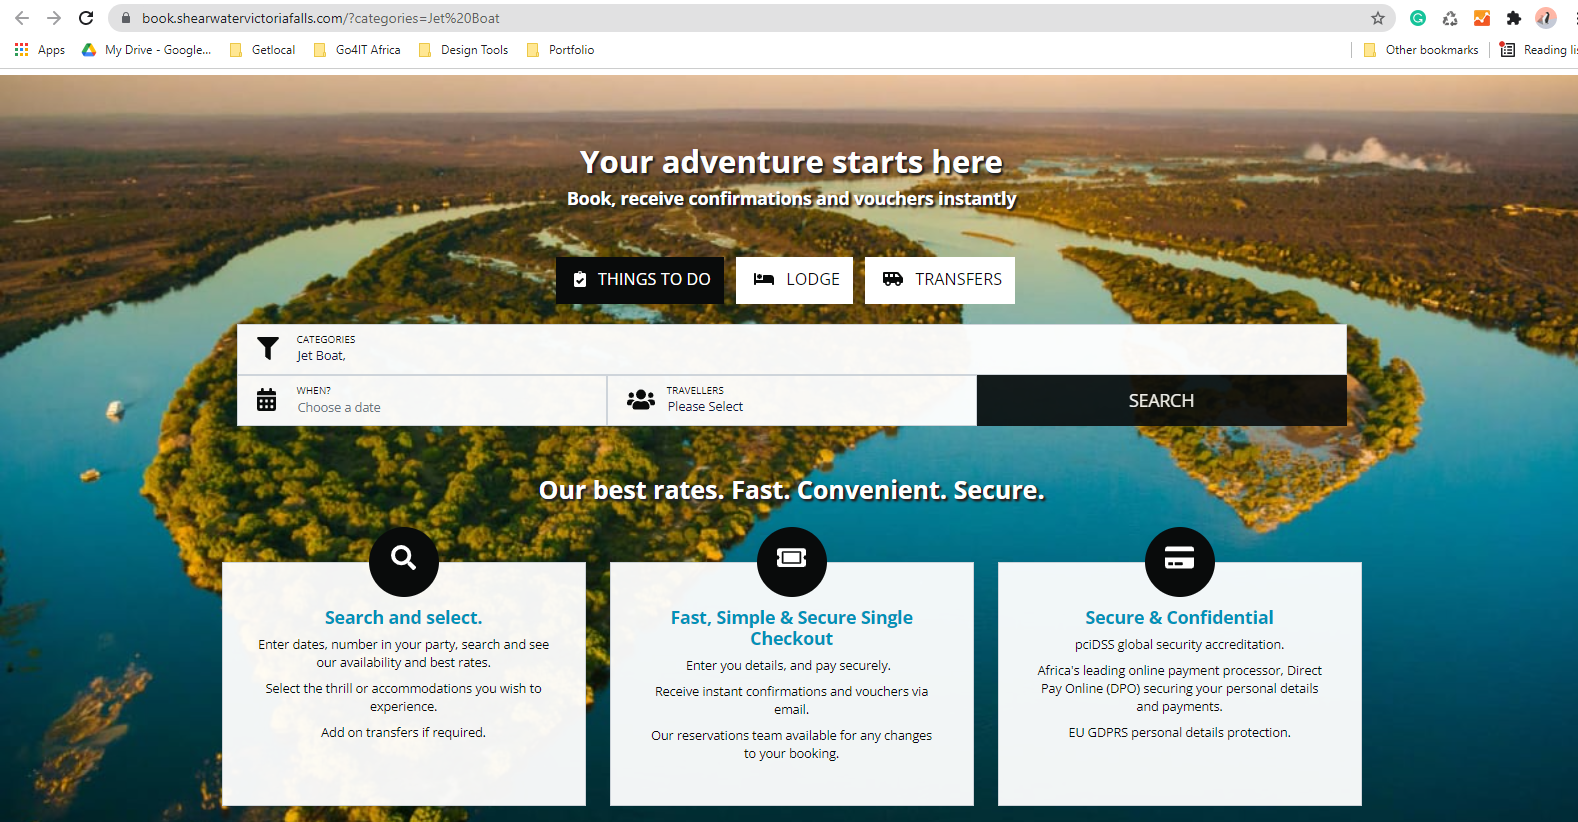 book.shearwatervictoriafalls.com/?categories=Jet%20Boat
Apps
My Drive - Google...
Getlocal
Go4IT Africa
Design Tools
Portfolio
Other bookmarks
Reading lis
Your adventure starts here
Book, receive confirmations and vouchers instantly
THINGS TO DO
LODGE
TRANSFERS
CATEGORIES
Jet Boat,
WHEN?
Choose a date
TRAVELLERS
Please Select
SEARCH
Our best rates. Fast. Convenient. Secure.
Search and select.
Enter dates, number in your party, search and see
our availability and best rates.
Select the thrill or accommodations you wish to
experience.
Add on transfers if required.
Fast, Simple & Secure Single
Checkout
Enter you details, and pay securely.
Receive instant confirmations and vouchers via
email.
Our reservations team available for any changes
to your booking.
Secure & Confidential
pciDSS global security accreditation.
Africa's leading online payment processor, Direct
Pay Online (DPO) securing your personal details
and payments.
EU GDPRS personal details protection.